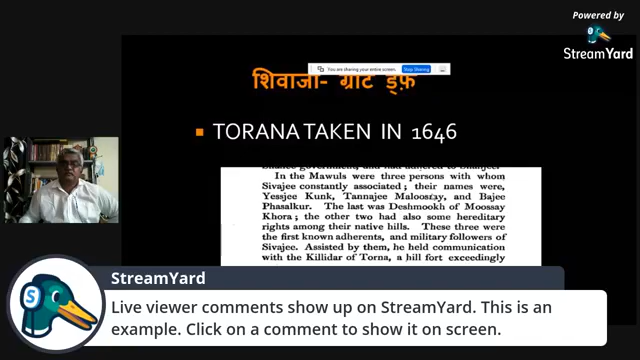 Powered by
StreamYard
You are sharing your entire screen.
Stop Sharing
शिवाजी- ग्रांट ड्फ़
TORANA TAKEN IN 1646
In the Mawuls were three persons with whom
Sivajee constantly associated; their names were,
Yessjee Kunk, Tannajee Maloosray, and Bajee
Phasalkur. The last was Deshmookh of Moossay
Khora; the other two had also some hereditary
rights among their native hills. These three were
the first known adherents, and military followers of
Sivajee. Assisted by them, he held communication
with the Killidar of Torna, a hill fort exceedingly
StreamYard
Live viewer comments show up on StreamYard. This is an
example. Click on a comment to show it on screen.